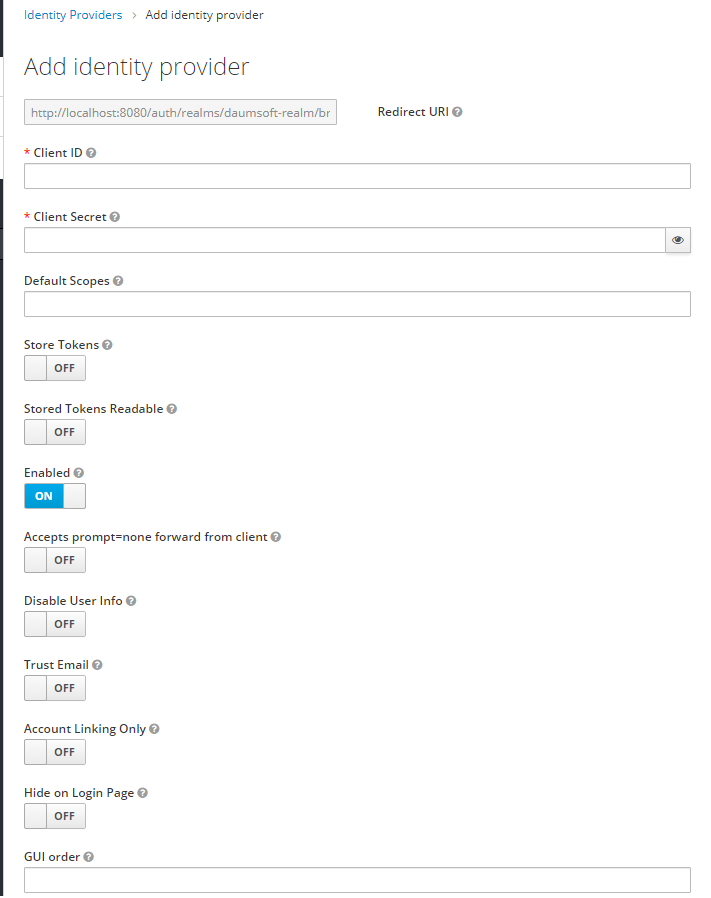 Identity Providers › Add identity provider
Add identity provider
http://localhost:8080/auth/realms/daumsoft-realm/br Redirect URI
* Client ID
* Client Secret
Default Scopes
Store Tokens
OFF
Stored Tokens Readable
OFF
Enabled
ON
Accepts prompt=none forward from client
OFF
Disable User Info
OFF
Trust Email
OFF
Account Linking Only
OFF
Hide on Login Page
OFF
GUI order